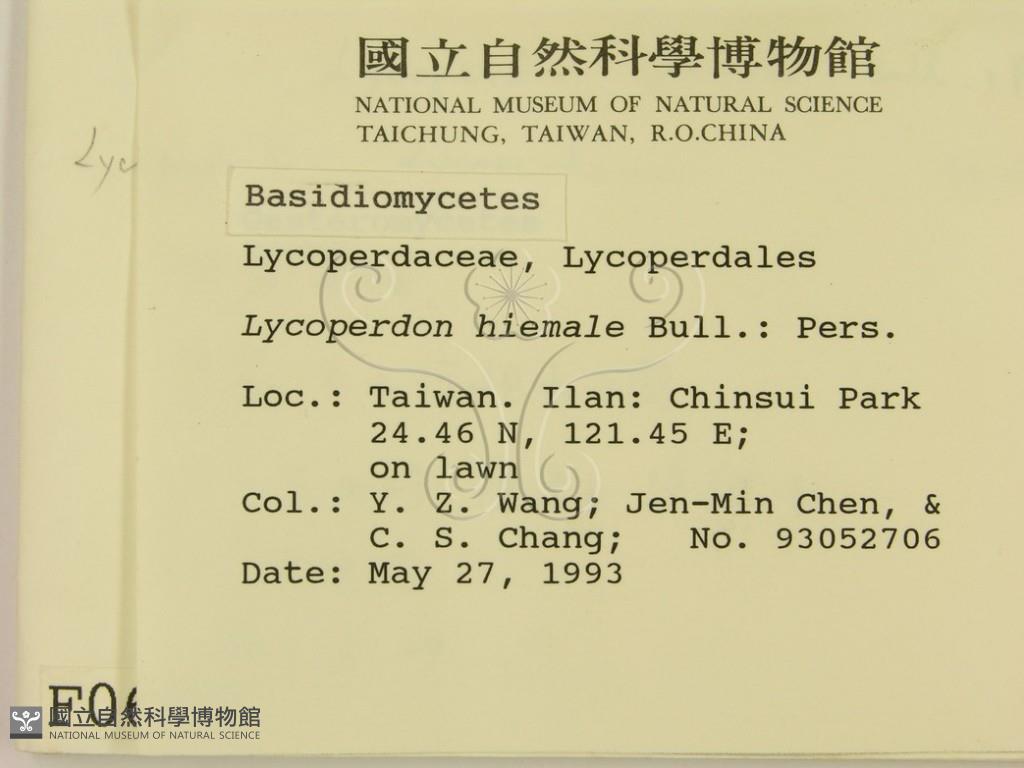 國立自然科學博物館
NATIONAL MUSEUM OF NATURAL SCIENCE
TAICHUNG, TAIWAN, R.O.CHINA
Lyc
Basidiomycetes
Lycoperdaceae, Lycoperdales
Lycoperdon hiemale Bull.: Pers.
Loc.: Taiwan. Ilan: Chinsui Park
24.46 N, 121.45 E;
on lawn
Col.: Y. Z. Wang; Jen-Min Chen, &
C. S. Chang; No. 93052706
Date: May 27, 1993
國立自然科學博物館
NATIONAL MUSEUM OF NATURAL SCIENCE